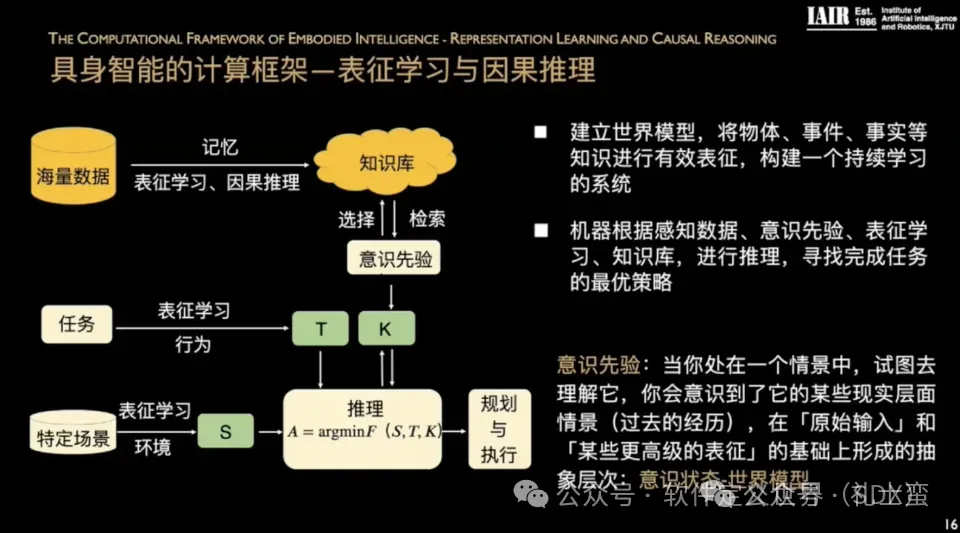 IAIR Est. 1986 Institute of Artificial Intelligence and Robotics, XJTU
THE COMPUTATIONAL FRAMEWORK OF EMBODIED INTELLIGENCE - REPRESENTATION LEARNING AND CAUSAL REASONING
具身智能的计算框架—表征学习与因果推理
海量数据
记忆
表征学习、因果推理
知识库
选择
检索
意识先验
任务
表征学习
行为
T
K
特定场景
表征学习
环境
S
推理
A = argminF（S,T,K）
规划
与
执行
建立世界模型，将物体、事件、事实等
知识进行有效表征，构建一个持续学习
的系统
机器根据感知数据、意识先验、表征学
习、知识库，进行推理，寻找完成任务
的最优策略
意识先验：当你处在一个情景中，试图去
理解它，你会意识到了它的某些现实层面
情景（过去的经历），在「原始输入」和
「某些更高级的表征」的基础上形成的抽
象层次：意识状态-世界模型
公众号·软件定义世界（SDX）
16